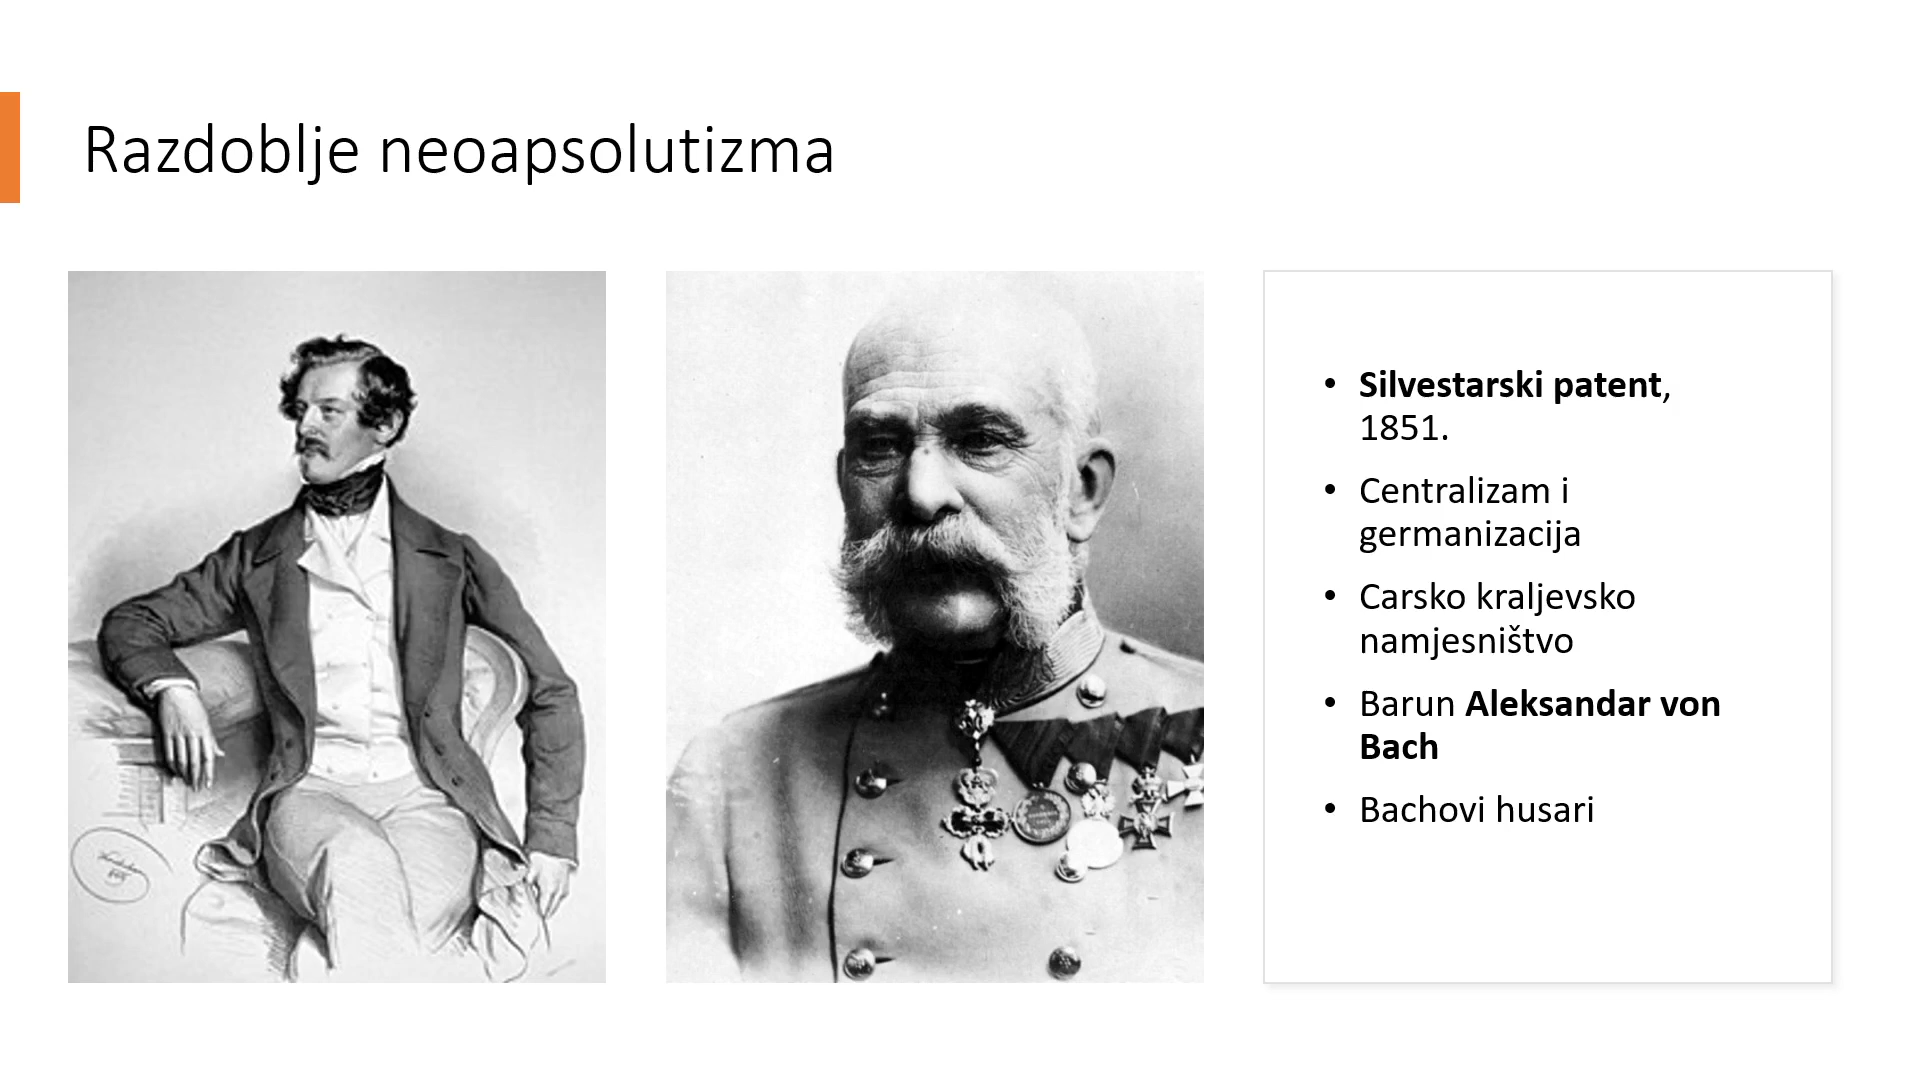 Razdoblje neoapsolutizma
• Silvestarski patent,
1851.
• Centralizam i
germanizacija
• Carsko kraljevsko
namjesništvo
• Barun Aleksandar von
Bach
• Bachovi husari